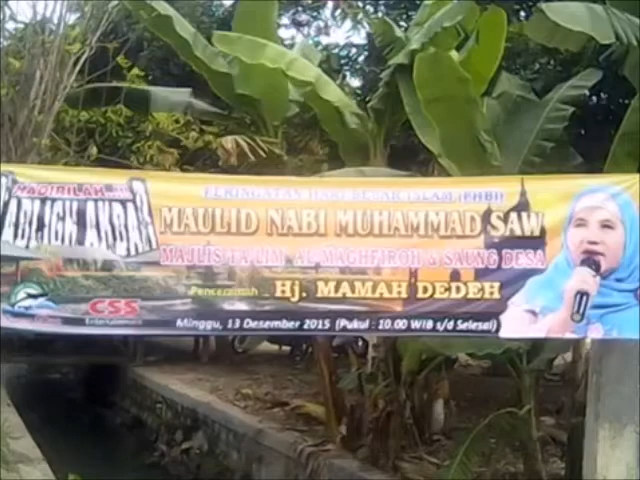 HADIRILAH...
TABLIGH AKBAR
PERINGATAN HARI BESAR ISLAM (PHBI)
MAULID NABI MUHAMMAD SAW
MAJLIS TA'LIM AL MAGHFIROH & SAUNG DESA
Penceramah
Hj. MAMAH DEDEH
CSS
Entertainment
Minggu, 13 Desember 2015 (Pukul : 10.00 WIB s/d Selesai)